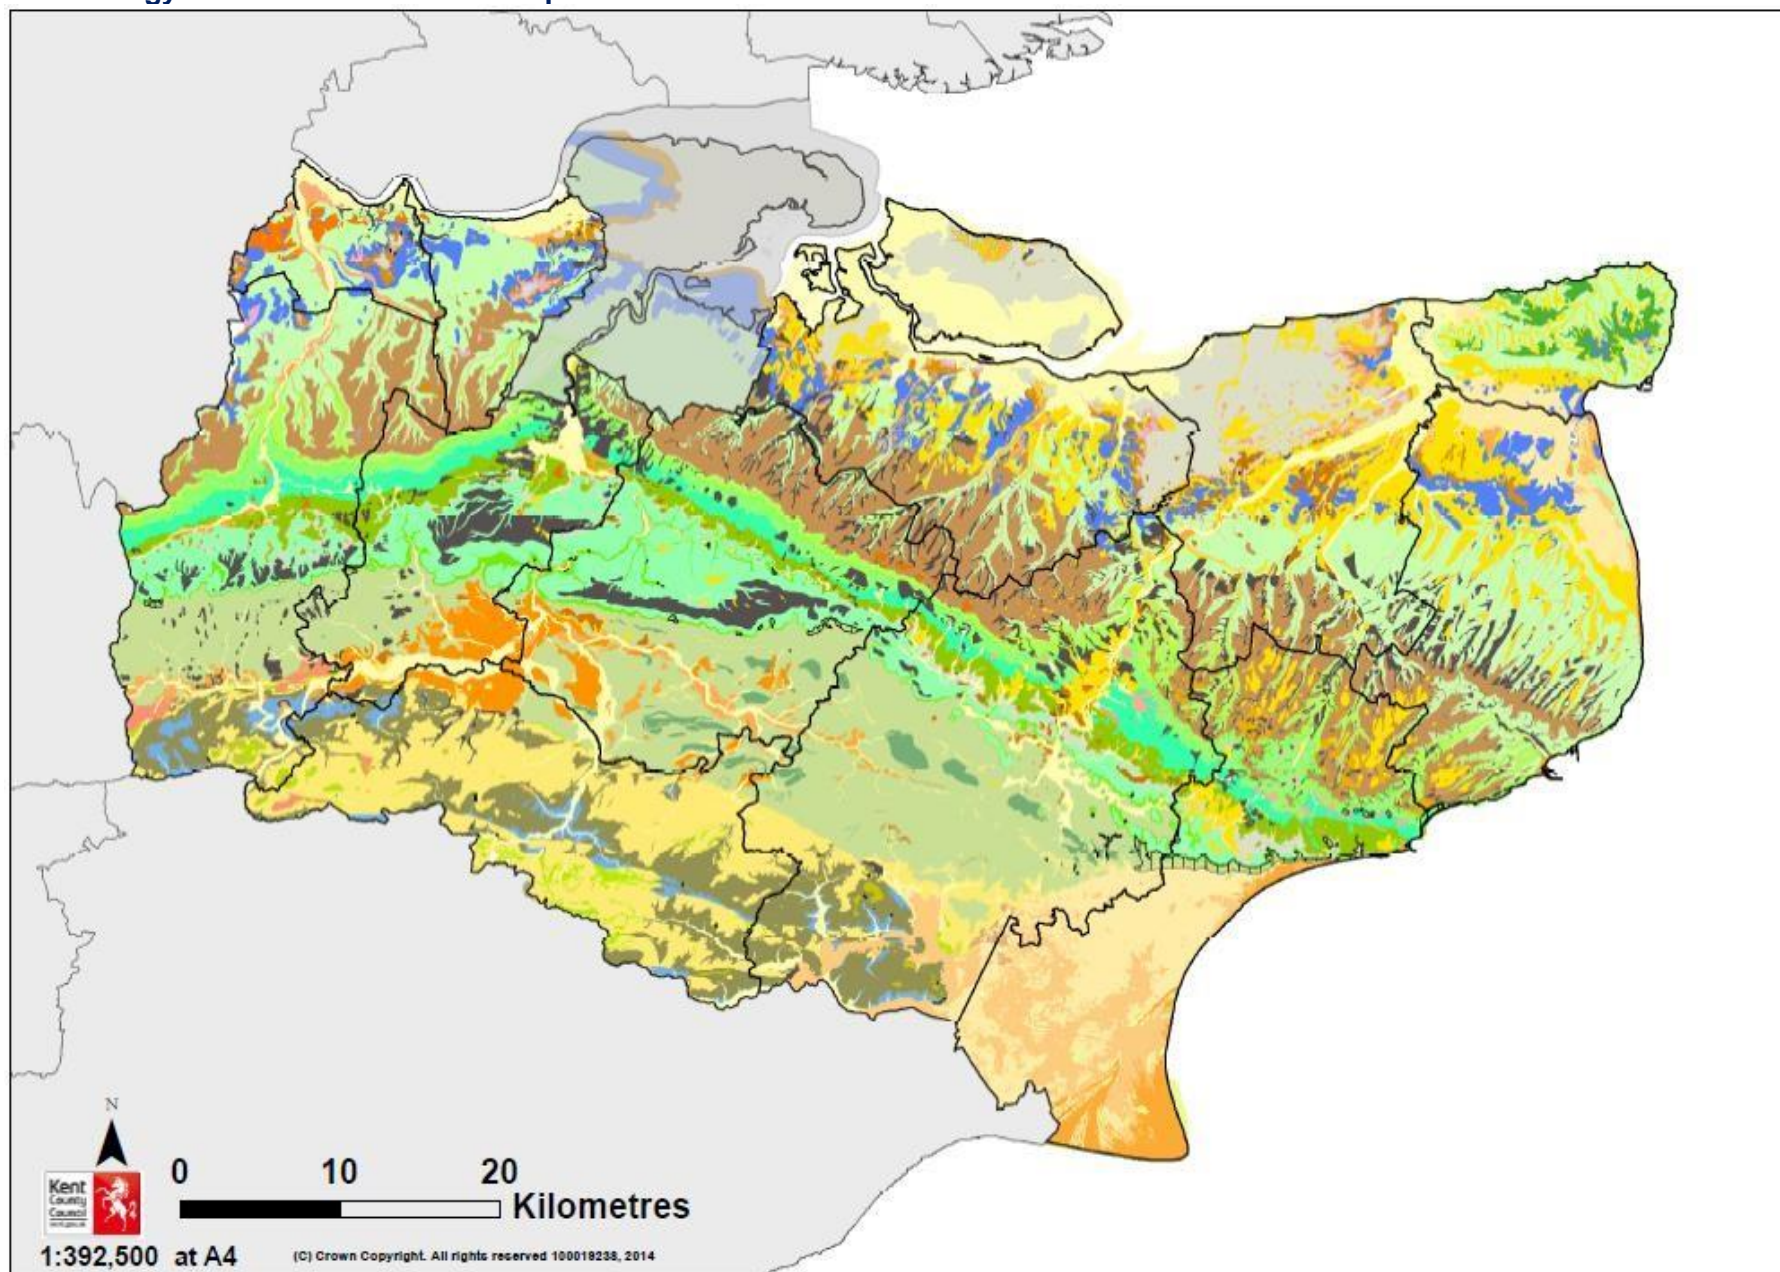 N
0 10 20
Kilometres
Kent
County
Council
1:392,500 at A4
(C) Crown Copyright. All rights reserved 100019238, 2014